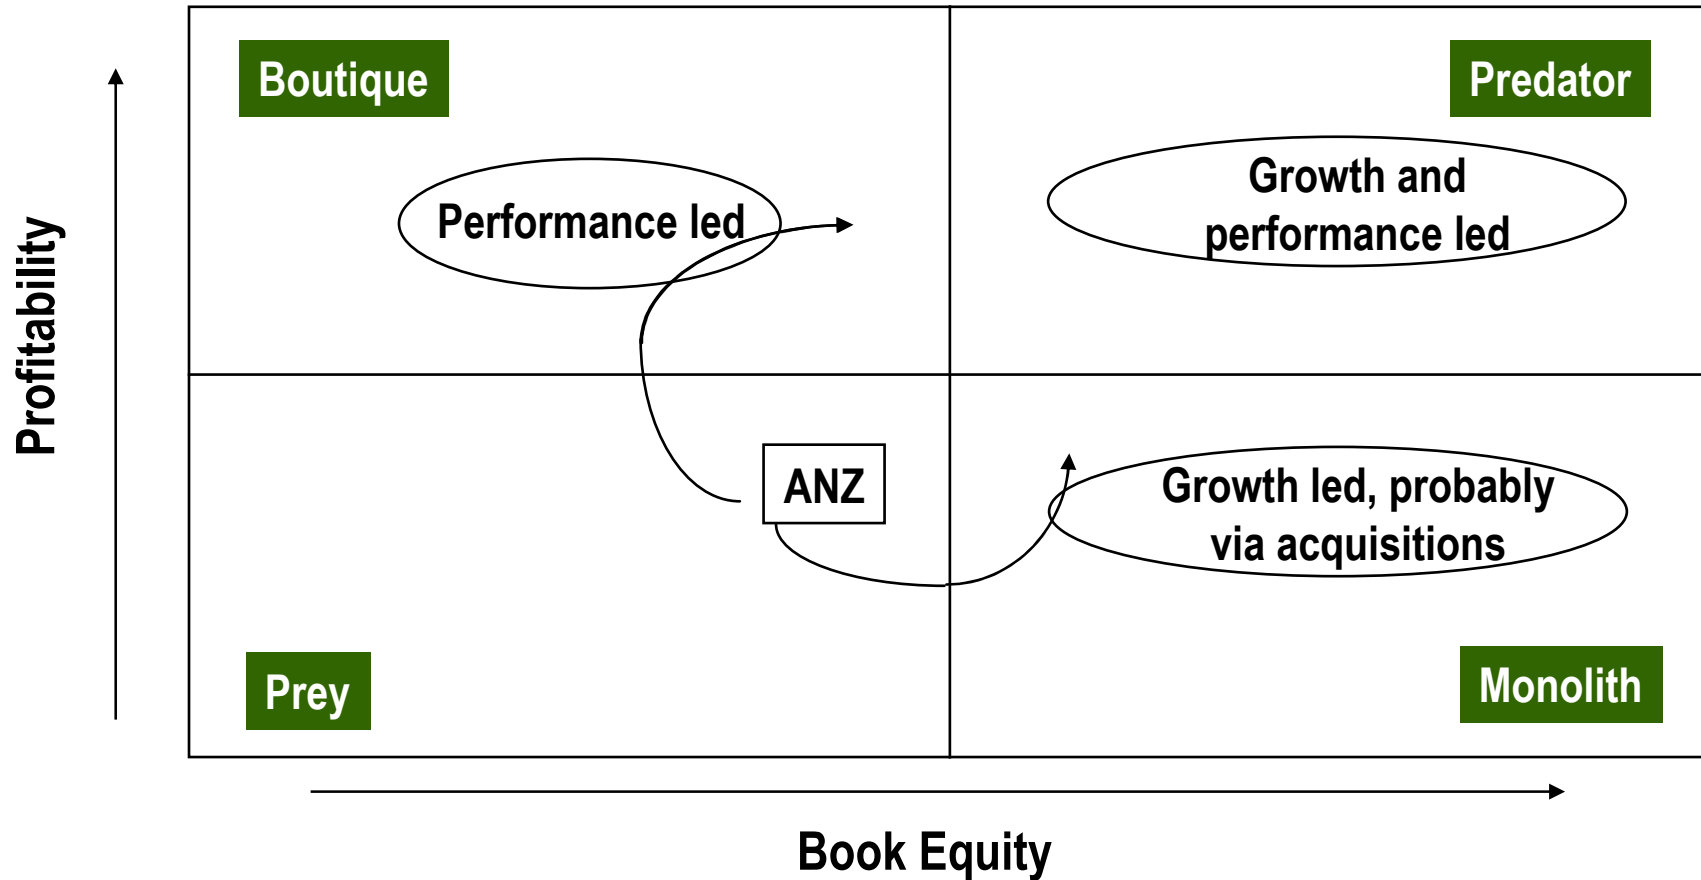 Boutique
Predator
Performance led
Growth and
performance led
Profitability
ANZ
Growth led, probably
via acquisitions
Prey
Monolith
Book Equity